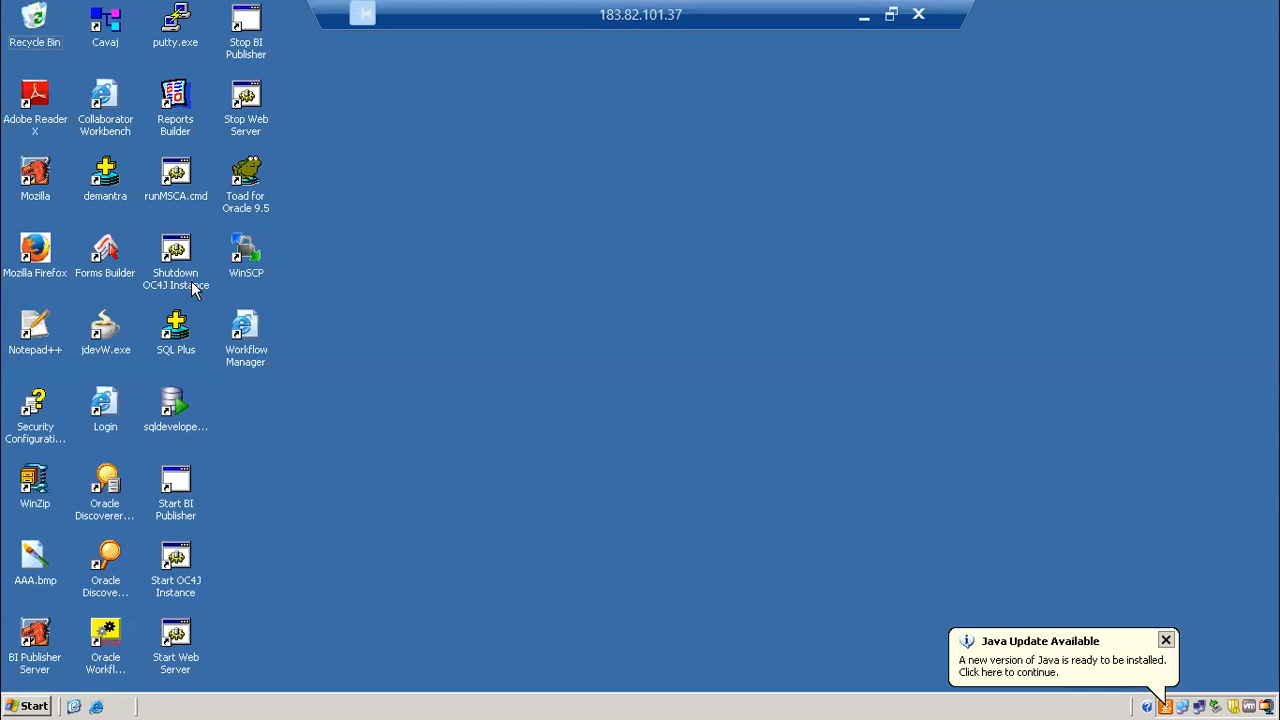 183.82.101.37
Recycle Bin
Cavaj
putty.exe
Stop BI
Publisher
Adobe Reader
X
Collaborator
Workbench
Reports
Builder
Stop Web
Server
Mozilla
demantra
runMSCA.cmd
Toad for
Oracle 9.5
Mozilla Firefox
Forms Builder
Shutdown
OC4J Instance
WinSCP
Notepad++
jdevW.exe
SQL Plus
Workflow
Manager
Security
Configurati...
Login
sqldevelope...
WinZip
Oracle
Discoverer...
Start BI
Publisher
AAA.bmp
Oracle
Discove...
Start OC4J
Instance
BI Publisher
Server
Oracle
Workfl...
Start Web
Server
Java Update Available
A new version of Java is ready to be installed.
Click here to continue.
Start